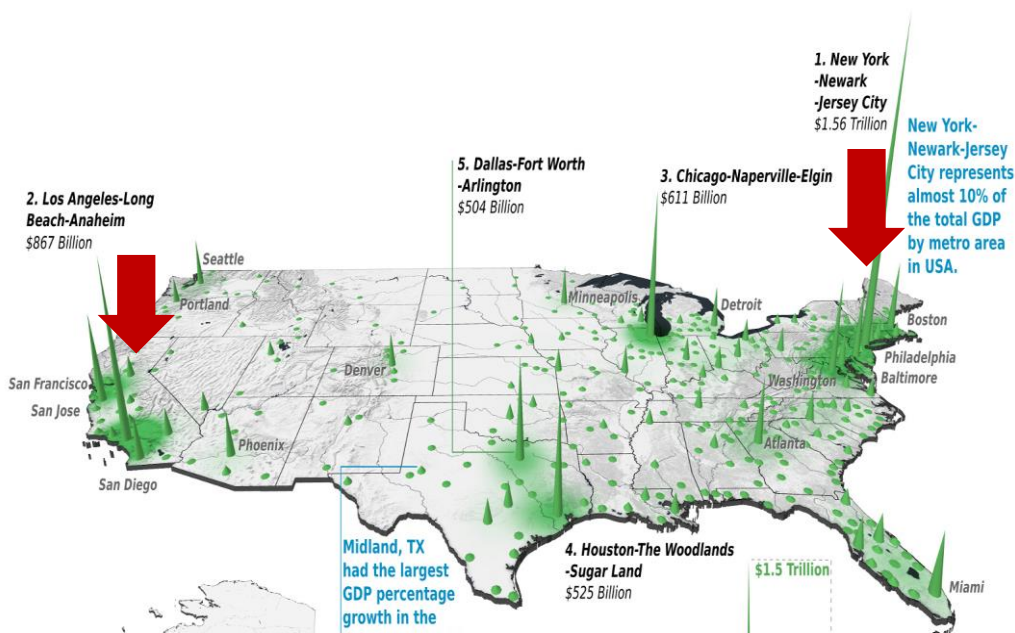 1. New York
-Newark
-Jersey City
$1.56 Trillion
New York-
Newark-Jersey
City represents
almost 10% of
the total GDP
by metro area
in USA.
5. Dallas-Fort Worth
-Arlington
$504 Billion
3. Chicago-Naperville-Elgin
$611 Billion
2. Los Angeles-Long
Beach-Anaheim
$867 Billion
Seattle
Portland
Minneapolis
Detroit
Boston
Philadelphia
Baltimore
Washington
Denver
San Francisco
San Jose
Phoenix
Atlanta
San Diego
Midland, TX
had the largest
GDP percentage
growth in the
4. Houston-The Woodlands
-Sugar Land
$525 Billion
$1.5 Trillion
Miami